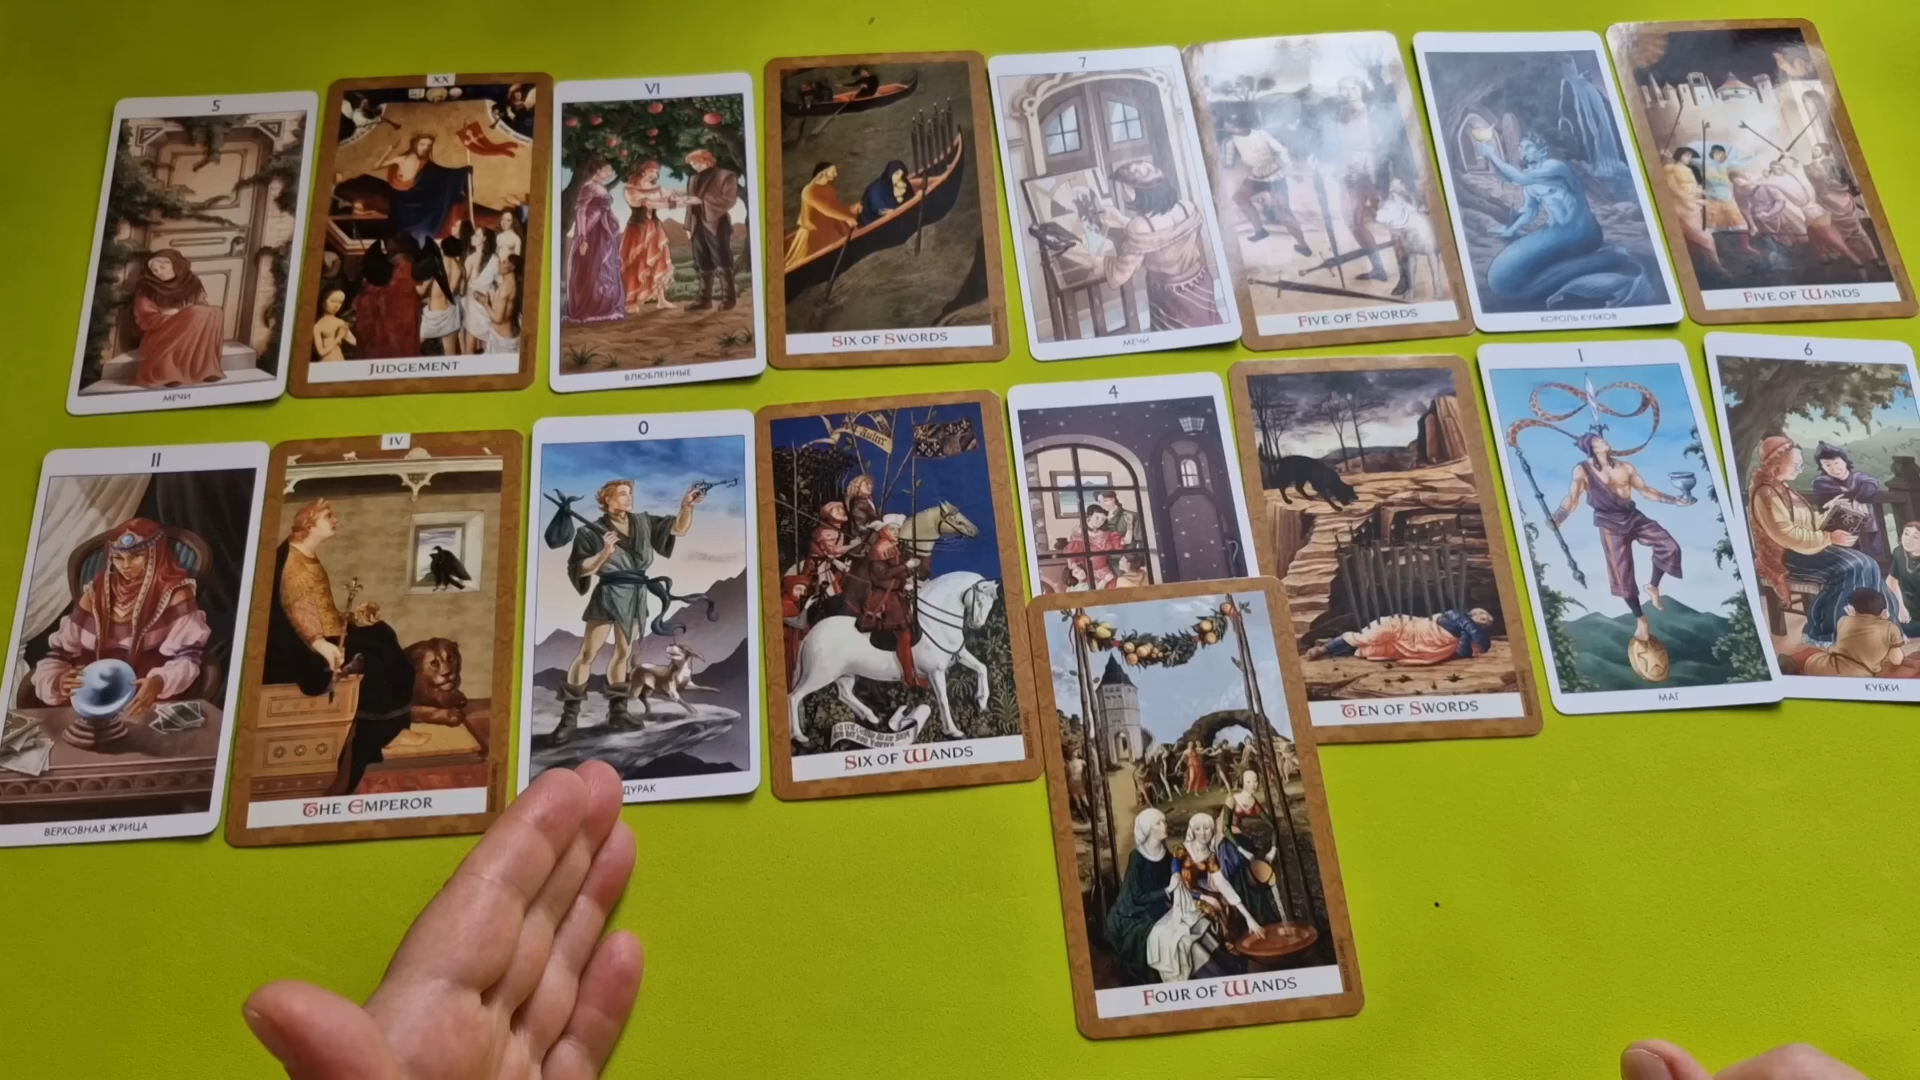 5
МЕЧИ
XX
JUDGEMENT
VI
ВЛЮБЛЕННЫЕ
SIX OF SWORDS
7
МЕЧИ
FIVE OF SWORDS
КОРОЛЬ КУБКОВ
FIVE OF WANDS
II
ВЕРХОВНАЯ ЖРИЦА
IV
THE EMPEROR
0
ДУРАК
SIX OF WANDS
4
FOUR OF WANDS
TEN OF SWORDS
I
МАГ
6
КУБКИ